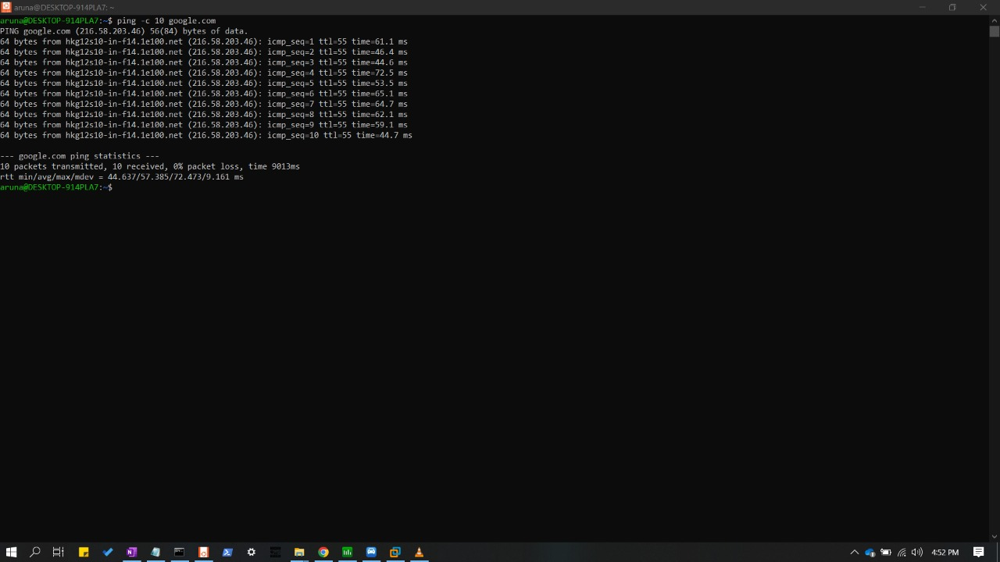 aruna@DESKTOP-914PLA7: ~
aruna@DESKTOP-914PLA7:~$ ping -c 10 google.com
PING google.com (216.58.203.46) 56(84) bytes of data.
64 bytes from hkg12s10-in-f14.1e100.net (216.58.203.46): icmp_seq=1 ttl=55 time=61.1 ms
64 bytes from hkg12s10-in-f14.1e100.net (216.58.203.46): icmp_seq=2 ttl=55 time=46.4 ms
64 bytes from hkg12s10-in-f14.1e100.net (216.58.203.46): icmp_seq=3 ttl=55 time=44.6 ms
64 bytes from hkg12s10-in-f14.1e100.net (216.58.203.46): icmp_seq=4 ttl=55 time=72.5 ms
64 bytes from hkg12s10-in-f14.1e100.net (216.58.203.46): icmp_seq=5 ttl=55 time=53.5 ms
64 bytes from hkg12s10-in-f14.1e100.net (216.58.203.46): icmp_seq=6 ttl=55 time=65.1 ms
64 bytes from hkg12s10-in-f14.1e100.net (216.58.203.46): icmp_seq=7 ttl=55 time=64.7 ms
64 bytes from hkg12s10-in-f14.1e100.net (216.58.203.46): icmp_seq=8 ttl=55 time=62.1 ms
64 bytes from hkg12s10-in-f14.1e100.net (216.58.203.46): icmp_seq=9 ttl=55 time=59.1 ms
64 bytes from hkg12s10-in-f14.1e100.net (216.58.203.46): icmp_seq=10 ttl=55 time=44.7 ms
--- google.com ping statistics ---
10 packets transmitted, 10 received, 0% packet loss, time 9013ms
rtt min/avg/max/mdev = 44.637/57.385/72.473/9.161 ms
aruna@DESKTOP-914PLA7:~$
4:52 PM